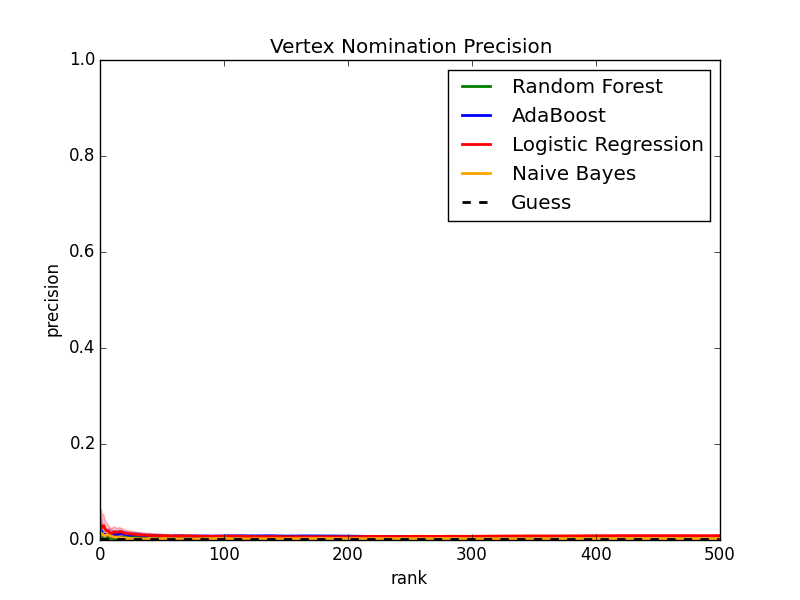 Vertex Nomination Precision
1.0
0.8
0.6
0.4
0.2
0.0
precision
Random Forest
AdaBoost
Logistic Regression
Naive Bayes
Guess
0 100 200 300 400 500
rank